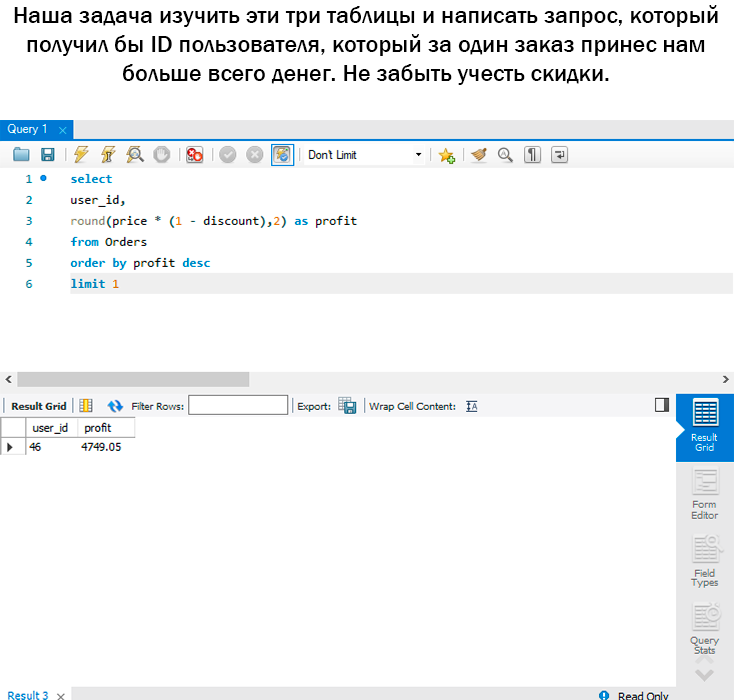 Наша задача изучить эти три таблицы и написать запрос, который
получил бы ID пользователя, который за один заказ принес нам
больше всего денег. Не забыть учесть скидки.
Query 1
Don't Limit
1 select
2 user_id,
3 round(price * (1 - discount),2) as profit
4 from Orders
5 order by profit desc
6 limit 1
Result Grid Filter Rows: Export: Wrap Cell Content:
user_id profit
46 4749.05
Result
Grid
Form
Editor
Field
Types
Query
Stats
Result 3 Read Only